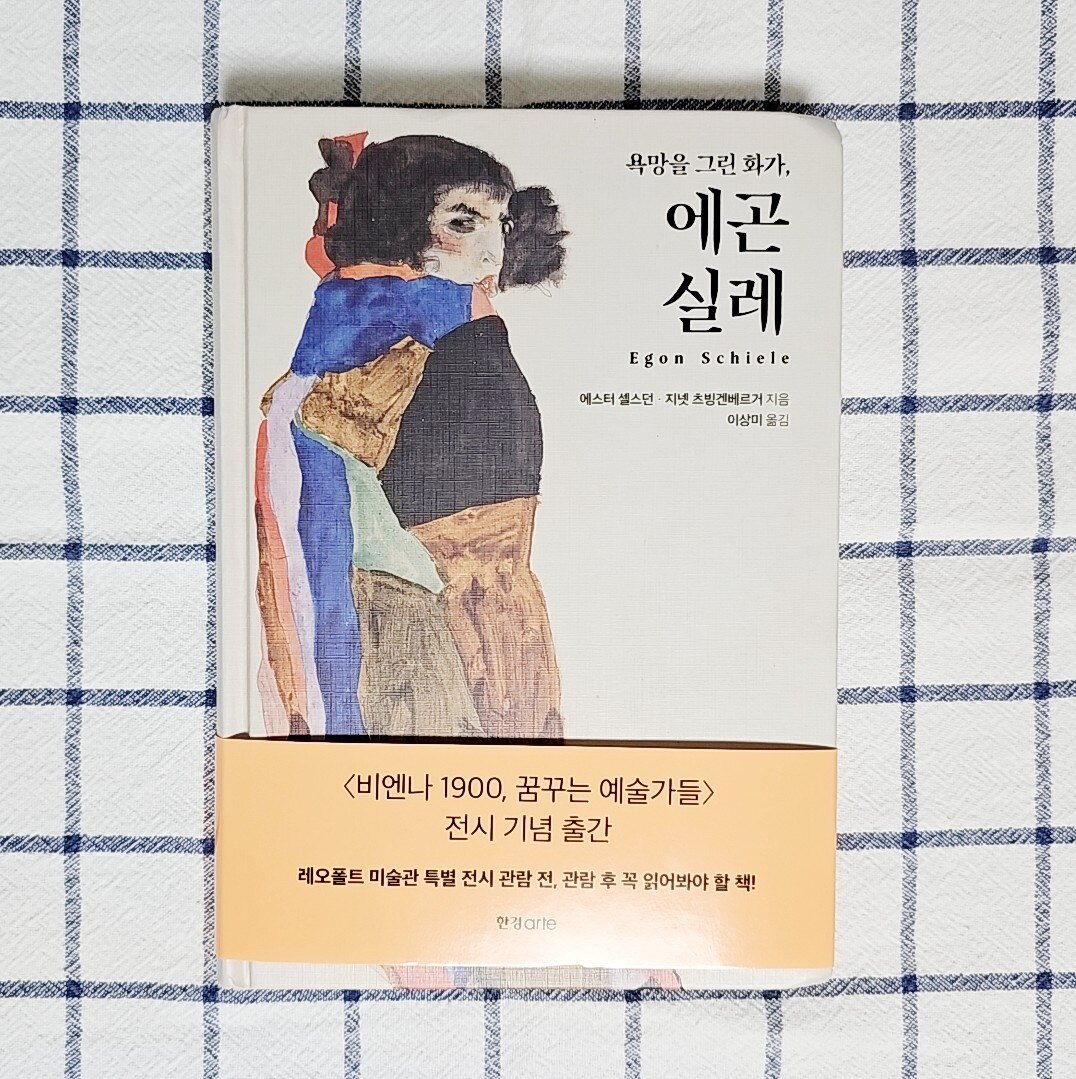 욕망을 그린 화가,
에곤
실레
Egon Schiele
에스터 셀스던 · 지넷 츠빙겐베르거 지음
이상미 옮김
〈비엔나 1900, 꿈꾸는 예술가들〉
전시 기념 출간
레오폴트 미술관 특별 전시 관람 전, 관람 후 꼭 읽어봐야 할 책!
한경arte